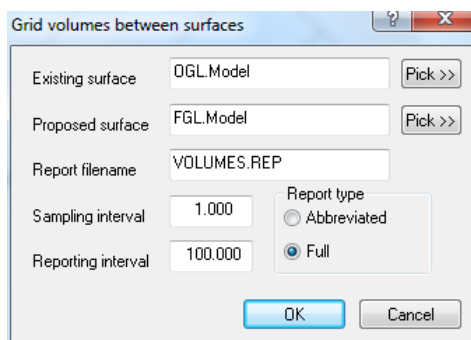 Grid volumes between surfaces
Existing surface OGL.Model Pick >>
Proposed surface FGL.Model Pick >>
Report filename VOLUMES.REP
Report type
Sampling interval 1.000 Abbreviated
Reporting interval 100.000 Full
OK Cancel